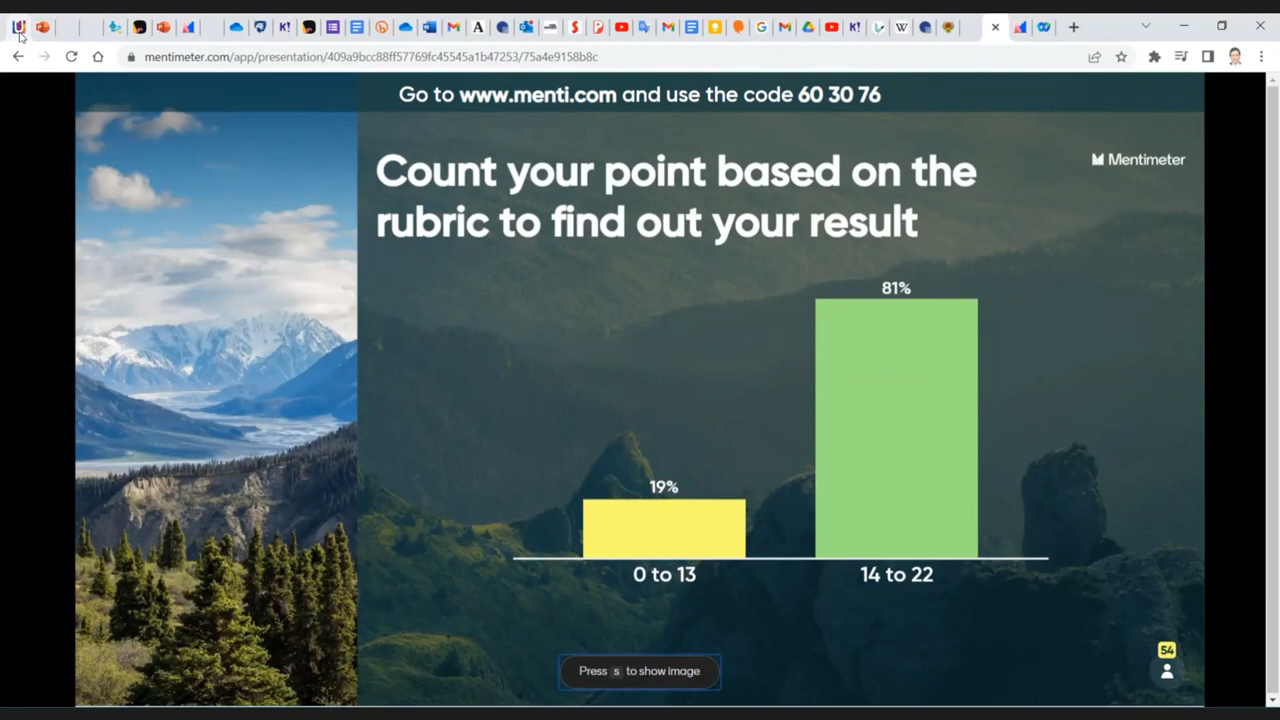 mentimeter.com/app/presentation/409a9bcc88ff57769fc45545a1b47253/75a4e9158b8c
Go to www.menti.com and use the code 60 30 76
Mentimeter
Count your point based on the
rubric to find out your result
81%
19%
0 to 13
14 to 22
54
Press s to show image